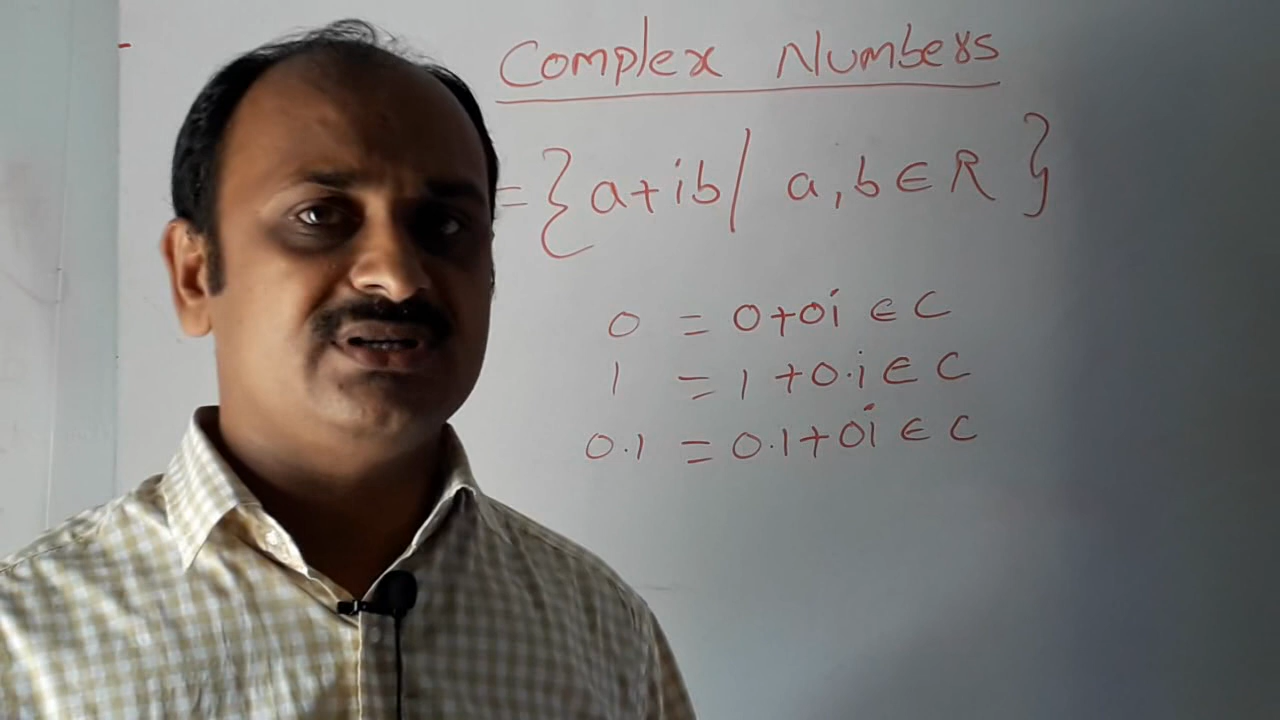 Complex Numbers
= {a+ib/ a,b∈R}
0 = 0+0i ∈ C
1 = 1+0.i ∈ C
0.1 = 0.1+0i ∈ C